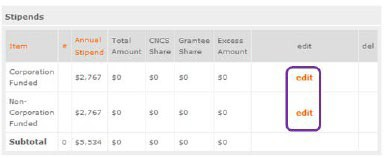 Stipends
Item # Annual Stipend Total Amount CNCS Share Grantee Share Excess Amount edit del
Corporation Funded $2,767 $0 $0 $0 $0 edit
Non-Corporation Funded $2,767 $0 $0 $0 $0 edit
Subtotal 0 $5,534 $0 $0 $0 $0